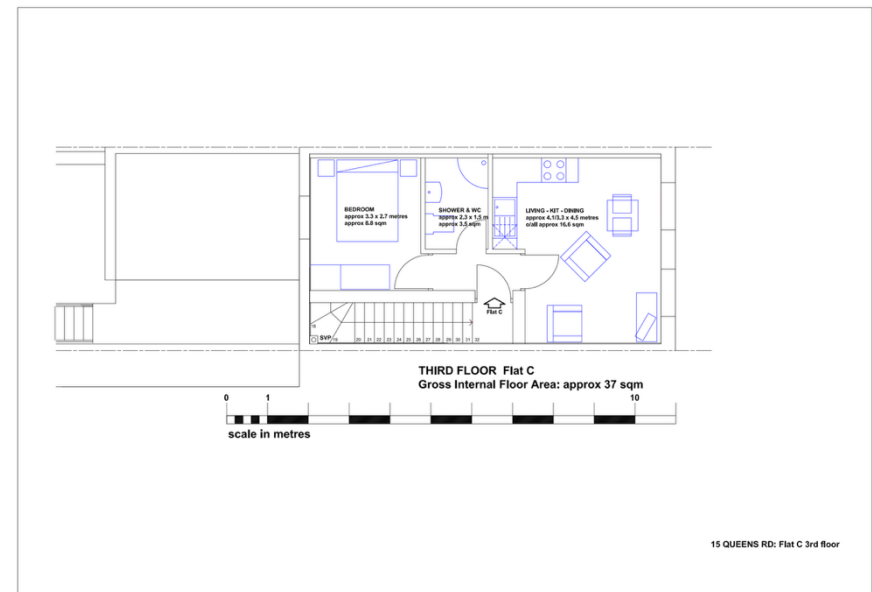 BEDROOM
approx 3.3 x 2.7 metres
approx 8.8 sqm
SHOWER & WC
approx 2.3 x 1.5 m
approx 3.5 sqm
LIVING - KIT - DINING
approx 4.1/3.3 x 4.5 metres
o/all approx 16.6 sqm
Flat C
16
SVP
19 20 21 22 23 24 25 26 27 28 29 30 31 32
THIRD FLOOR Flat C
Gross Internal Floor Area: approx 37 sqm
0 1 10
scale in metres
15 QUEENS RD: Flat C 3rd floor